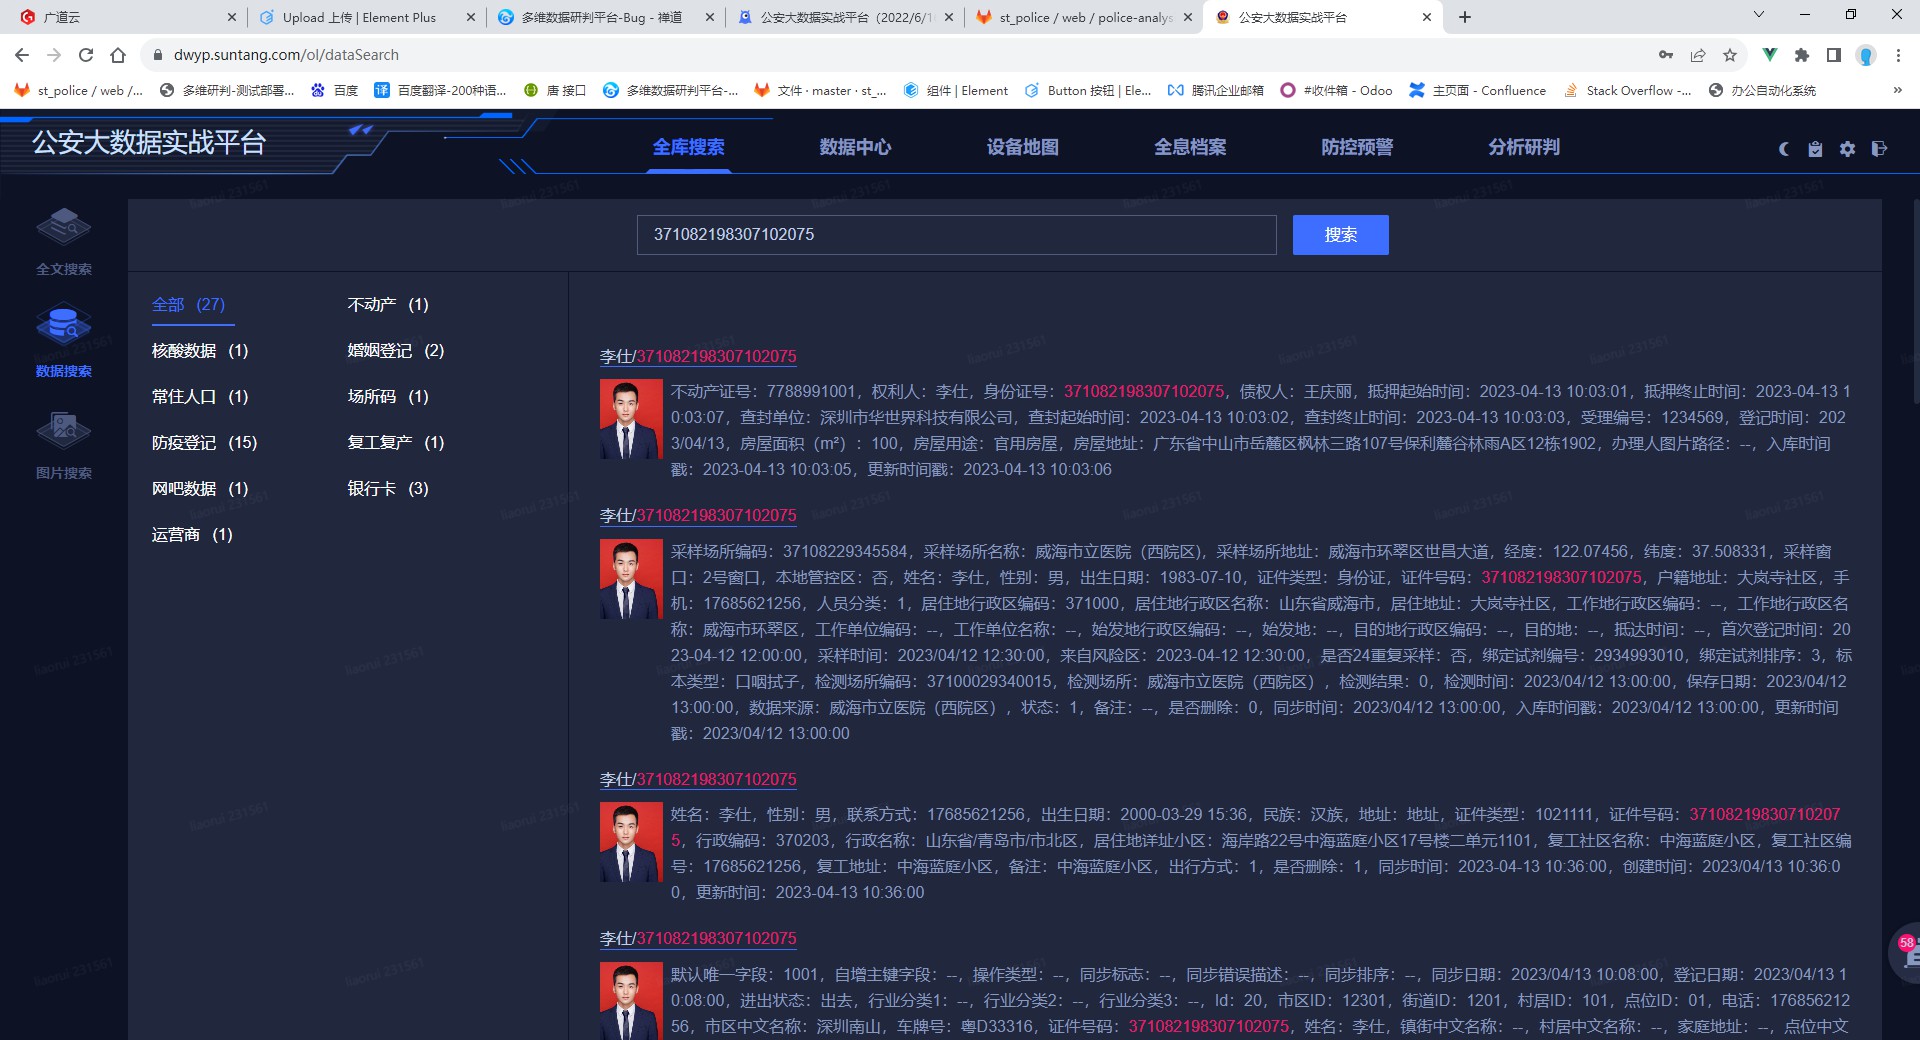 广道云
Upload 上传 | Element Plus
多维数据研判平台-Bug - 禅道
公安大数据实战平台（2022/6/1
st_police / web / police-analys
公安大数据实战平台
dwyp.suntang.com/ol/dataSearch
st_police / web /...
多维研判-测试部署...
百度
译
百度翻译-200种语...
唐 接口
多维数据研判平台-...
文件 · master · st_...
组件 | Element
Button 按钮 | Ele...
腾讯企业邮箱
#收件箱 - Odoo
主页面 - Confluence
Stack Overflow -...
办公自动化系统
公安大数据实战平台
全库搜索
数据中心
设备地图
全息档案
防控预警
分析研判
全文搜索
数据搜索
图片搜索
371082198307102075
搜索
全部 (27)
不动产 (1)
核酸数据 (1)
婚姻登记 (2)
常住人口 (1)
场所码 (1)
防疫登记 (15)
复工复产 (1)
网吧数据 (1)
银行卡 (3)
运营商 (1)
李仕/371082198307102075
不动产证号：7788991001，权利人：李仕，身份证号：371082198307102075，债权人：王庆丽，抵押起始时间：2023-04-13 10:03:01，抵押终止时间：2023-04-13 1
0:03:07，查封单位：深圳市华世界科技有限公司，查封起始时间：2023-04-13 10:03:02，查封终止时间：2023-04-13 10:03:03，受理编号：1234569，登记时间：202
3/04/13，房屋面积（m²）: 100，房屋用途：官用房屋，房屋地址：广东省中山市岳麓区枫林三路107号保利麓谷林雨A区12栋1902，办理人图片路径：--，入库时间
戳：2023-04-13 10:03:05，更新时间戳：2023-04-13 10:03:06
李仕/371082198307102075
采样场所编码：37108229345584，采样场所名称：威海市立医院（西院区)，采样场所地址：威海市环翠区世昌大道，经度：122.07456，纬度：37.508331，采样窗
口：2号窗口，本地管控区：否，姓名：李仕，性别：男，出生日期：1983-07-10，证件类型：身份证，证件号码：371082198307102075，户籍地址：大岚寺社区，手
机：17685621256，人员分类：1，居住地行政区编码：371000，居住地行政区名称：山东省威海市，居住地址：大岚寺社区，工作地行政区编码：--，工作地行政区名
称：威海市环翠区，工作单位编码：--，工作单位名称：--，始发地行政区编码：--，始发地：--，目的地行政区编码：--，目的地：--，抵达时间：--，首次登记时间：20
23-04-12 12:00:00，采样时间：2023/04/12 12:30:00，来自风险区：2023-04-12 12:30:00，是否24重复采样：否，绑定试剂编号：2934993010，绑定试剂排序：3，标
本类型：口咽拭子，检测场所编码：37100029340015，检测场所：威海市立医院（西院区），检测结果：0，检测时间：2023/04/12 13:00:00，保存日期：2023/04/12
13:00:00，数据来源：威海市立医院（西院区），状态：1，备注：--，是否删除：0，同步时间：2023/04/12 13:00:00，入库时间戳：2023/04/12 13:00:00，更新时间
戳：2023/04/12 13:00:00
李仕/371082198307102075
姓名：李仕，性别：男，联系方式：17685621256，出生日期：2000-03-29 15:36，民族：汉族，地址：地址，证件类型：1021111，证件号码：37108219830710207
5，行政编码：370203，行政名称：山东省/青岛市/市北区，居住地详址小区：海岸路22号中海蓝庭小区17号楼二单元1101，复工社区名称：中海蓝庭小区，复工社区编
号：17685621256，复工地址：中海蓝庭小区，备注：中海蓝庭小区，出行方式：1，是否删除：1，同步时间：2023-04-13 10:36:00，创建时间：2023/04/13 10:36:0
0，更新时间：2023-04-13 10:36:00
李仕/371082198307102075
默认唯一字段：1001，自增主键字段：--，操作类型：--，同步标志：--，同步错误描述：--，同步排序：--，同步日期：2023/04/13 10:08:00，登记日期：2023/04/13 1
0:08:00，进出状态：出去，行业分类1：--，行业分类2：--，行业分类3：--，Id：20，市区ID：12301，街道ID：1201，村居ID：101，点位ID：01，电话：176856212
56，市区中文名称：深圳南山，车牌号：粤D33316，证件号码：371082198307102075，姓名：李仕，镇街中文名称：--，村居中文名称：--，家庭地址：--，点位中文
58
liaorui 231561